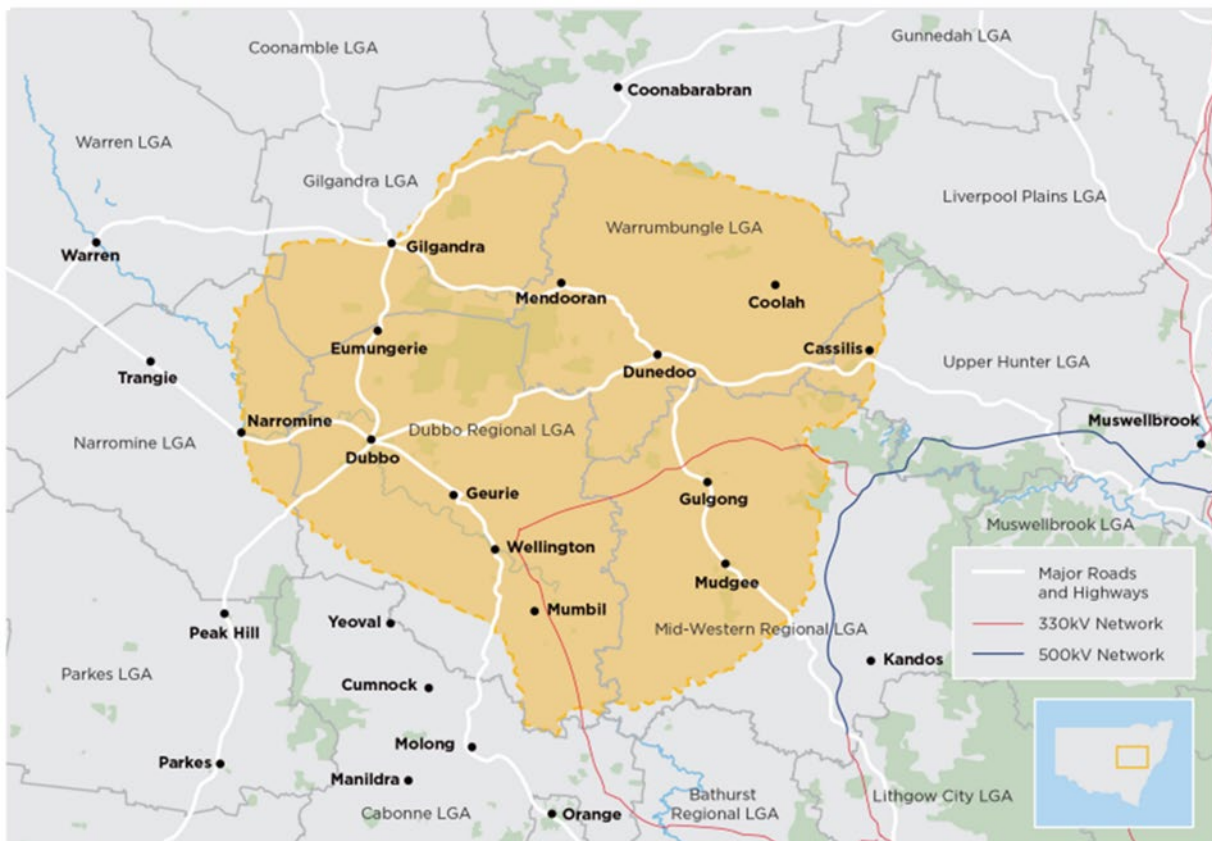 Coonamble LGA
Gunnedah LGA
Coonabarabran
Warren LGA
Gilgandra LGA
Liverpool Plains LGA
Warrumbungle LGA
Warren
Gilgandra
Mendooran
Coolah
Eumungerie
Cassilis
Trangie
Dunedoo
Upper Hunter LGA
Narromine
Muswellbrook
Narromine LGA
Dubbo Regional LGA
Dubbo
Geurie
Gulgong
Muswellbrook LGA
Wellington
Mudgee
Major Roads
and Highways
Mumbil
Peak Hill
Yeoval
Mid-Western Regional LGA
330kV Network
500kV Network
Kandos
Parkes LGA
Cumnock
Molong
Parkes
Manildra
Bathurst
Regional LGA
Lithgow City LGA
Cabonne LGA
Orange